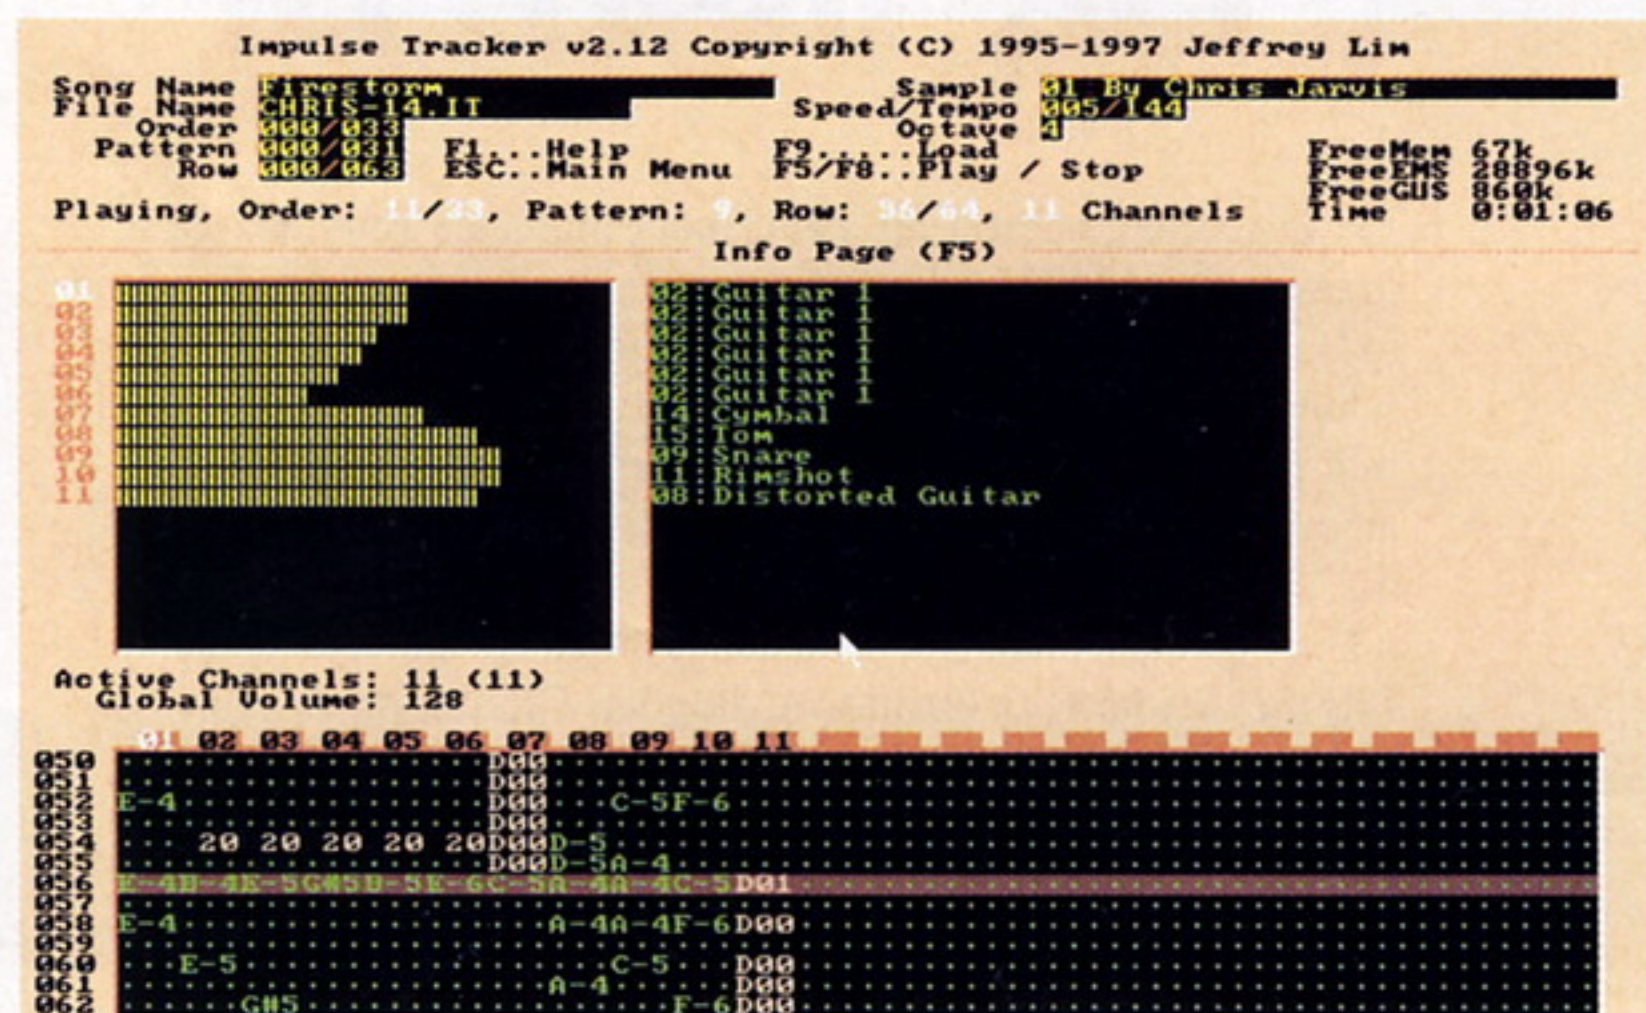 Impulse Tracker v2.12 Copyright (C) 1995-1997 Jeffrey Lim
Song Name Firestorm Sample 01 By Chris Jarvis
File Name CHRIS-14.IT Speed/Tempo 005/144
Order 000/033 Octave 4
Pattern 000/031 F1...Help F9.....Load FreeMem 67k
Row 000/063 ESC..Main Menu F5/F8..Play / Stop FreeEMS 28896k
FreeGUS 860k
Playing, Order: 11/33, Pattern: 9, Row: 56/64, 11 Channels Time 0:01:06
Info Page (F5)
01 02:Guitar 1
02 02:Guitar 1
03 02:Guitar 1
04 02:Guitar 1
05 02:Guitar 1
06 02:Guitar 1
07 14:Cymbal
08 15:Tom
09 09:Snare
10 11:Rimshot
11 08:Distorted Guitar
Active Channels: 11 (11)
Global Volume: 128
01 02 03 04 05 06 07 08 09 10 11
050 D00
051 D00
052 E-4 D00 C-5F-6
053 D00
054 20 20 20 20 20D00D-5
055 D00D-5A-4
056 E-4B-4E-5G#5B-5E-6C-5A-4A-4C-5D01
057
058 E-4 A-4A-4F-6D00
059
060 E-5 C-5 D00
061 A-4 D00
062 G#5 F-6D00